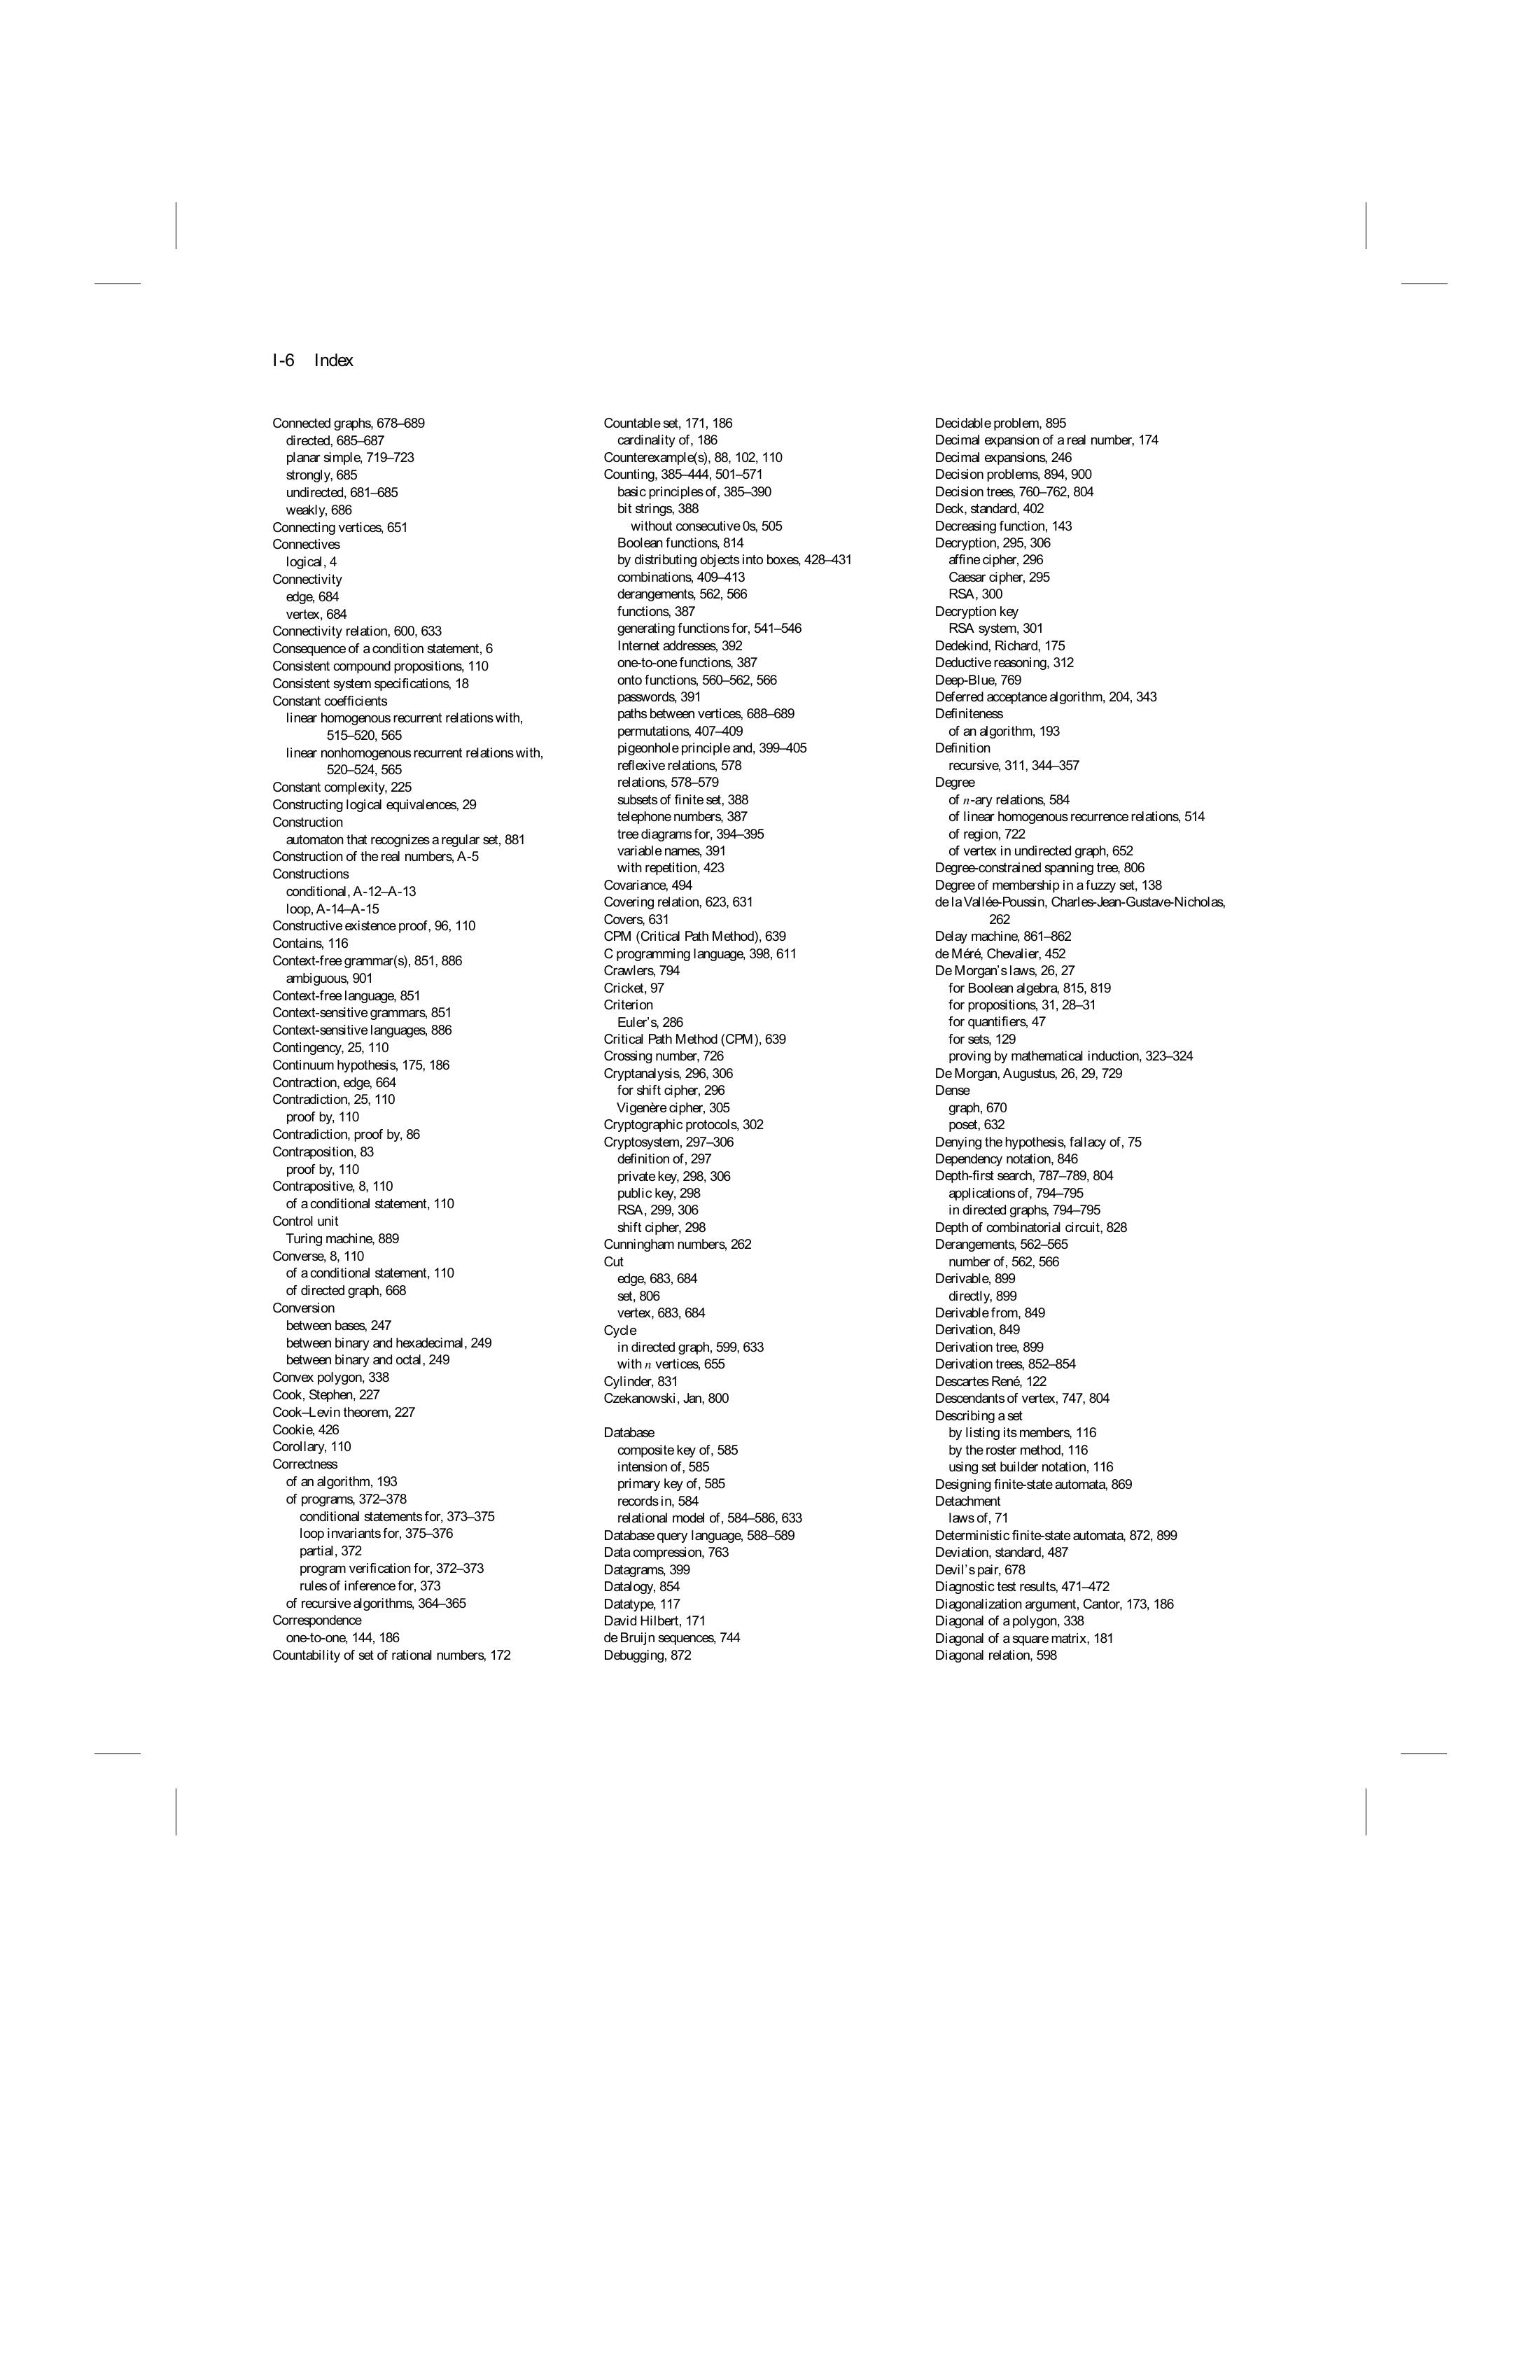 I-6 Index
Connected graphs, 678–689
directed, 685–687
planar simple, 719–723
strongly, 685
undirected, 681–685
weakly, 686
Connecting vertices, 651
Connectives
logical, 4
Connectivity
edge, 684
vertex, 684
Connectivity relation, 600, 633
Consequence of a condition statement, 6
Consistent compound propositions, 110
Consistent system specifications, 18
Constant coefficients
linear homogenous recurrent relations with,
515–520, 565
linear nonhomogenous recurrent relations with,
520–524, 565
Constant complexity, 225
Constructing logical equivalences, 29
Construction
automaton that recognizes a regular set, 881
Construction of the real numbers, A-5
Constructions
conditional, A-12–A-13
loop, A-14–A-15
Constructive existence proof, 96, 110
Contains, 116
Context-free grammar(s), 851, 886
ambiguous, 901
Context-free language, 851
Context-sensitive grammars, 851
Context-sensitive languages, 886
Contingency, 25, 110
Continuum hypothesis, 175, 186
Contraction, edge, 664
Contradiction, 25, 110
proof by, 110
Contradiction, proof by, 86
Contraposition, 83
proof by, 110
Contrapositive, 8, 110
of a conditional statement, 110
Control unit
Turing machine, 889
Converse, 8, 110
of a conditional statement, 110
of directed graph, 668
Conversion
between bases, 247
between binary and hexadecimal, 249
between binary and octal, 249
Convex polygon, 338
Cook, Stephen, 227
Cook–Levin theorem, 227
Cookie, 426
Corollary, 110
Correctness
of an algorithm, 193
of programs, 372–378
conditional statements for, 373–375
loop invariants for, 375–376
partial, 372
program verification for, 372–373
rules of inference for, 373
of recursive algorithms, 364–365
Correspondence
one-to-one, 144, 186
Countability of set of rational numbers, 172
Countable set, 171, 186
cardinality of, 186
Counterexample(s), 88, 102, 110
Counting, 385–444, 501–571
basic principles of, 385–390
bit strings, 388
without consecutive 0s, 505
Boolean functions, 814
by distributing objects into boxes, 428–431
combinations, 409–413
derangements, 562, 566
functions, 387
generating functions for, 541–546
Internet addresses, 392
one-to-one functions, 387
onto functions, 560–562, 566
passwords, 391
paths between vertices, 688–689
permutations, 407–409
pigeonhole principle and, 399–405
reflexive relations, 578
relations, 578–579
subsets of finite set, 388
telephone numbers, 387
tree diagrams for, 394–395
variable names, 391
with repetition, 423
Covariance, 494
Covering relation, 623, 631
Covers, 631
CPM (Critical Path Method), 639
C programming language, 398, 611
Crawlers, 794
Cricket, 97
Criterion
Euler's, 286
Critical Path Method (CPM), 639
Crossing number, 726
Cryptanalysis, 296, 306
for shift cipher, 296
Vigenère cipher, 305
Cryptographic protocols, 302
Cryptosystem, 297–306
definition of, 297
private key, 298, 306
public key, 298
RSA, 299, 306
shift cipher, 298
Cunningham numbers, 262
Cut
edge, 683, 684
set, 806
vertex, 683, 684
Cycle
in directed graph, 599, 633
with n vertices, 655
Cylinder, 831
Czekanowski, Jan, 800
Database
composite key of, 585
intension of, 585
primary key of, 585
records in, 584
relational model of, 584–586, 633
Database query language, 588–589
Data compression, 763
Datagrams, 399
Datalogy, 854
Datatype, 117
David Hilbert, 171
de Bruijn sequences, 744
Debugging, 872
Decidable problem, 895
Decimal expansion of a real number, 174
Decimal expansions, 246
Decision problems, 894, 900
Decision trees, 760–762, 804
Deck, standard, 402
Decreasing function, 143
Decryption, 295, 306
affine cipher, 296
Caesar cipher, 295
RSA, 300
Decryption key
RSA system, 301
Dedekind, Richard, 175
Deductive reasoning, 312
Deep-Blue, 769
Deferred acceptance algorithm, 204, 343
Definiteness
of an algorithm, 193
Definition
recursive, 311, 344–357
Degree
of n-ary relations, 584
of linear homogenous recurrence relations, 514
of region, 722
of vertex in undirected graph, 652
Degree-constrained spanning tree, 806
Degree of membership in a fuzzy set, 138
de la Vallée-Poussin, Charles-Jean-Gustave-Nicholas,
262
Delay machine, 861–862
de Méré, Chevalier, 452
De Morgan's laws, 26, 27
for Boolean algebra, 815, 819
for propositions, 31, 28–31
for quantifiers, 47
for sets, 129
proving by mathematical induction, 323–324
De Morgan, Augustus, 26, 29, 729
Dense
graph, 670
poset, 632
Denying the hypothesis, fallacy of, 75
Dependency notation, 846
Depth-first search, 787–789, 804
applications of, 794–795
in directed graphs, 794–795
Depth of combinatorial circuit, 828
Derangements, 562–565
number of, 562, 566
Derivable, 899
directly, 899
Derivable from, 849
Derivation, 849
Derivation tree, 899
Derivation trees, 852–854
Descartes René, 122
Descendants of vertex, 747, 804
Describing a set
by listing its members, 116
by the roster method, 116
using set builder notation, 116
Designing finite-state automata, 869
Detachment
laws of, 71
Deterministic finite-state automata, 872, 899
Deviation, standard, 487
Devil's pair, 678
Diagnostic test results, 471–472
Diagonalization argument, Cantor, 173, 186
Diagonal of a polygon, 338
Diagonal of a square matrix, 181
Diagonal relation, 598